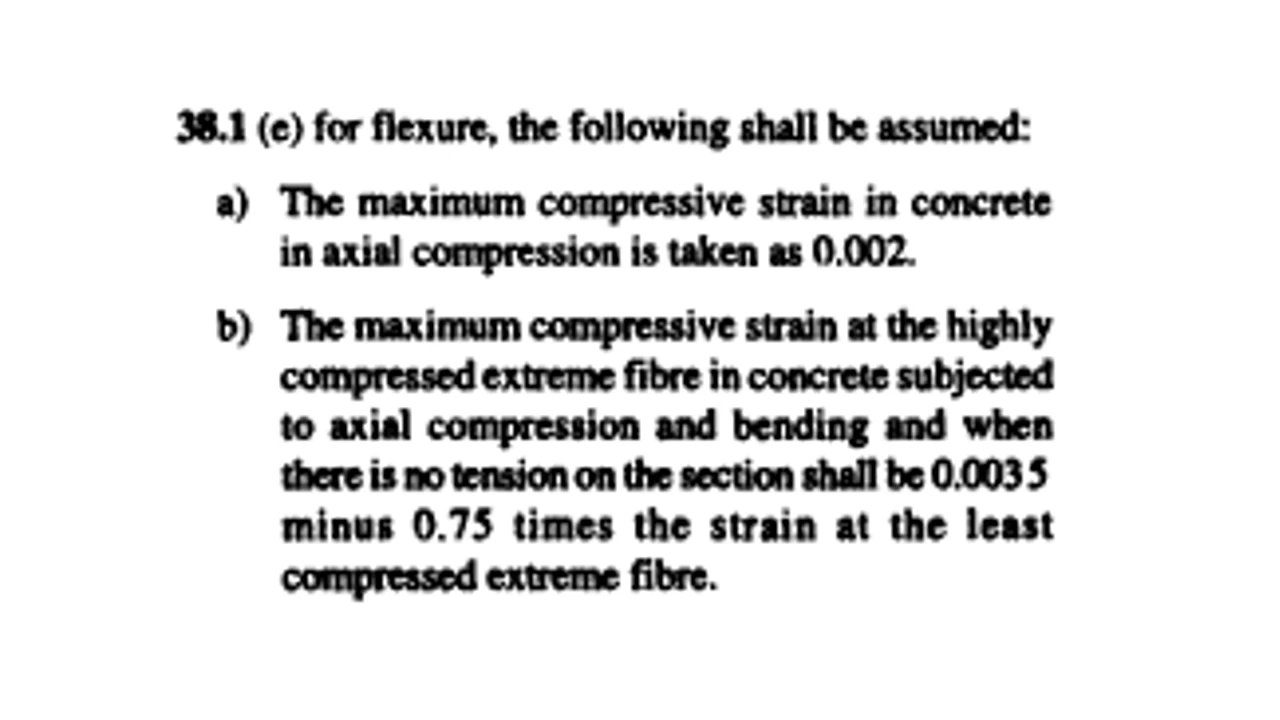 38.1 (e) for flexure, the following shall be assumed:
a) The maximum compressive strain in concrete
in axial compression is taken as 0.002.
b) The maximum compressive strain at the highly
compressed extreme fibre in concrete subjected
to axial compression and bending and when
there is no tension on the section shall be 0.0035
minus 0.75 times the strain at the least
compressed extreme fibre.